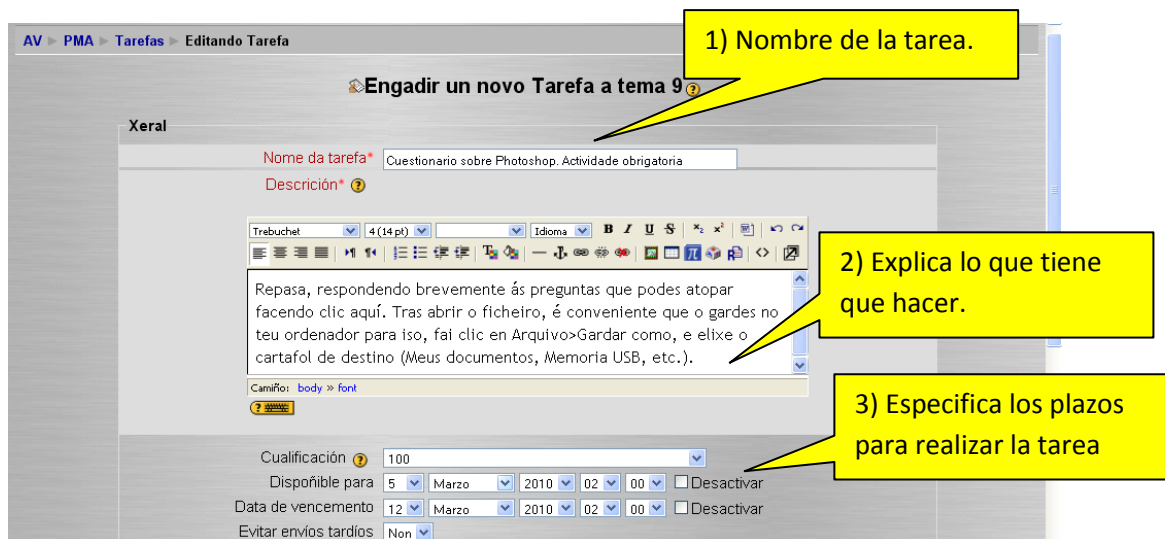 AV ► PMA ► Tarefas ► Editando Tarefa
1) Nombre de la tarea.
Engadir un novo Tarefa a tema 9
Xeral
Nome da tarefa* Cuestionario sobre Photoshop. Actividade obrigatoria
Descrición*
Trebuchet 4 (14 pt) Idioma B I U S x₂ x²
Repasa, respondendo brevemente ás preguntas que podes atopar
facendo clic aquí. Tras abrir o ficheiro, é conveniente que o gardes no
teu ordenador para iso, fai clic en Arquivo>Gardar como, e elixe o
cartafol de destino (Meus documentos, Memoria USB, etc.).
2) Explica lo que tiene
que hacer.
Camiño: body » font
3) Especifica los plazos
para realizar la tarea
Cualificación 100
Dispoñible para 5 Marzo 2010 02 00 Desactivar
Data de vencemento 12 Marzo 2010 02 00 Desactivar
Evitar envíos tardíos Non